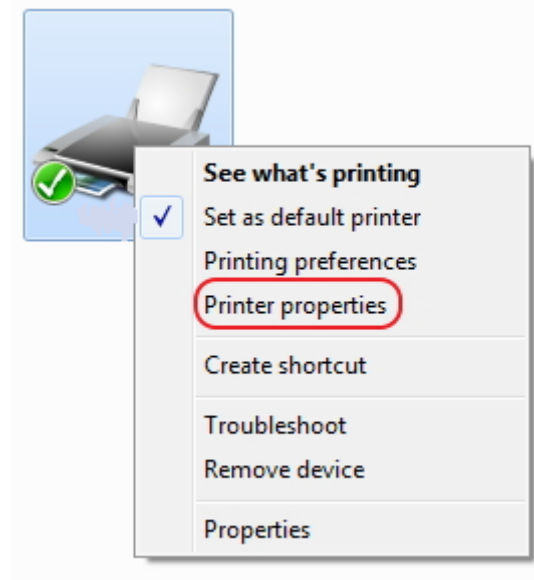 See what's printing
Set as default printer
Printing preferences
Printer properties
Create shortcut
Troubleshoot
Remove device
Properties